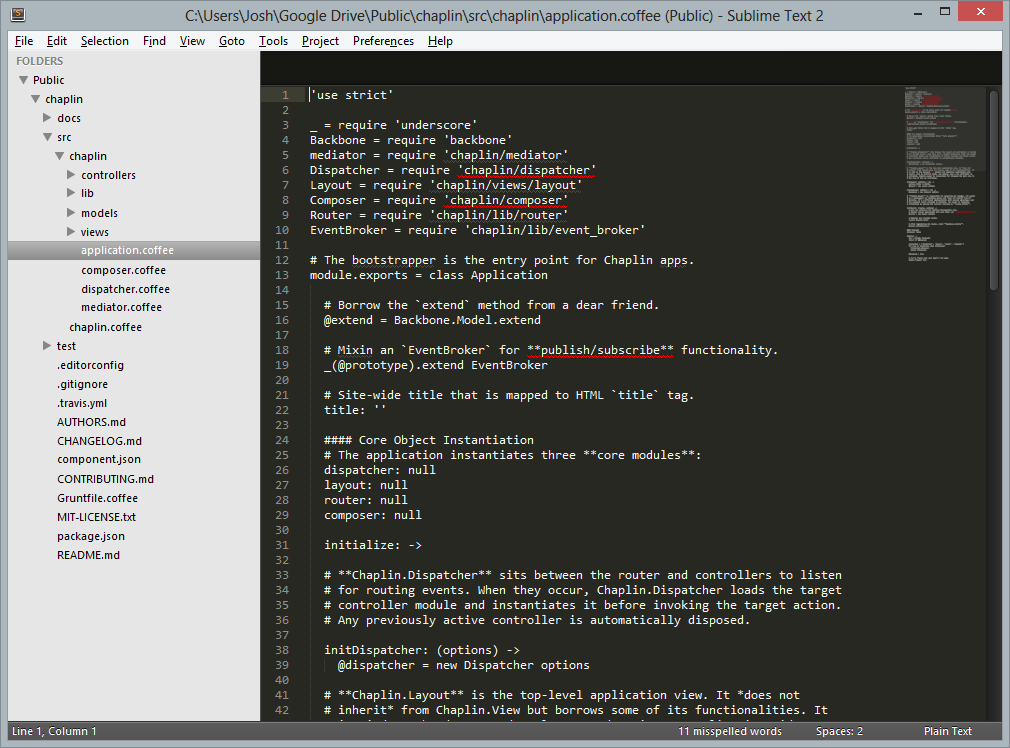 C:\Users\Josh\Google Drive\Public\chaplin\src\chaplin\application.coffee (Public) - Sublime Text 2
File Edit Selection Find View Goto Tools Project Preferences Help
FOLDERS
Public
chaplin
docs
src
chaplin
controllers
lib
models
views
application.coffee
composer.coffee
dispatcher.coffee
mediator.coffee
chaplin.coffee
test
.editorconfig
.gitignore
.travis.yml
AUTHORS.md
CHANGELOG.md
component.json
CONTRIBUTING.md
Gruntfile.coffee
MIT-LICENSE.txt
package.json
README.md
1 'use strict'
2
3 _ = require 'underscore'
4 Backbone = require 'backbone'
5 mediator = require 'chaplin/mediator'
6 Dispatcher = require 'chaplin/dispatcher'
7 Layout = require 'chaplin/views/layout'
8 Composer = require 'chaplin/composer'
9 Router = require 'chaplin/lib/router'
10 EventBroker = require 'chaplin/lib/event_broker'
11
12 # The bootstrapper is the entry point for Chaplin apps.
13 module.exports = class Application
14
15 # Borrow the `extend` method from a dear friend.
16 @extend = Backbone.Model.extend
17
18 # Mixin an `EventBroker` for **publish/subscribe** functionality.
19 _(@prototype).extend EventBroker
20
21 # Site-wide title that is mapped to HTML `title` tag.
22 title: ''
23
24 #### Core Object Instantiation
25 # The application instantiates three **core modules**:
26 dispatcher: null
27 layout: null
28 router: null
29 composer: null
30
31 initialize: ->
32
33 # **Chaplin.Dispatcher** sits between the router and controllers to listen
34 # for routing events. When they occur, Chaplin.Dispatcher loads the target
35 # controller module and instantiates it before invoking the target action.
36 # Any previously active controller is automatically disposed.
37
38 initDispatcher: (options) ->
39 @dispatcher = new Dispatcher options
40
41 # **Chaplin.Layout** is the top-level application view. It *does not
42 # inherit* from Chaplin.View but borrows some of its functionalities. It
Line 1, Column 1
11 misspelled words
Spaces: 2
Plain Text